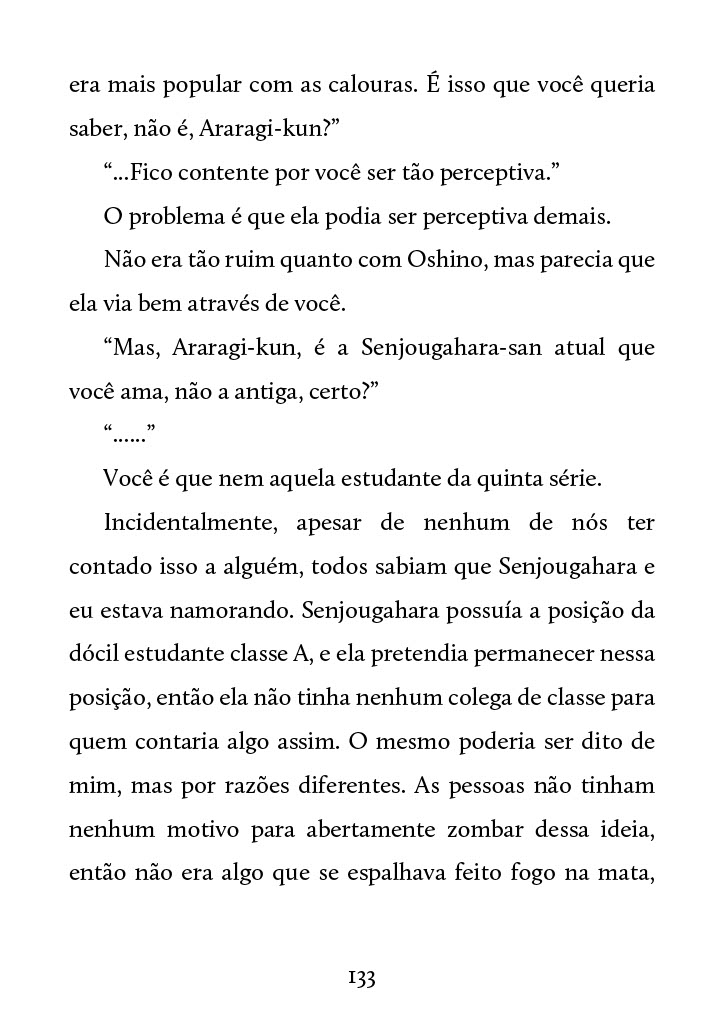 era mais popular com as calouras. É isso que você queria
saber, não é, Araragi-kun?”
“...Fico contente por você ser tão perceptiva.”
O problema é que ela podia ser perceptiva demais.
Não era tão ruim quanto com Oshino, mas parecia que
ela via bem através de você.
“Mas, Araragi-kun, é a Senjougahara-san atual que
você ama, não a antiga, certo?”
“......”
Você é que nem aquela estudante da quinta série.
Incidentalmente, apesar de nenhum de nós ter
contado isso a alguém, todos sabiam que Senjougahara e
eu estava namorando. Senjougahara possuía a posição da
dócil estudante classe A, e ela pretendia permanecer nessa
posição, então ela não tinha nenhum colega de classe para
quem contaria algo assim. O mesmo poderia ser dito de
mim, mas por razões diferentes. As pessoas não tinham
nenhum motivo para abertamente zombar dessa ideia,
então não era algo que se espalhava feito fogo na mata,
133